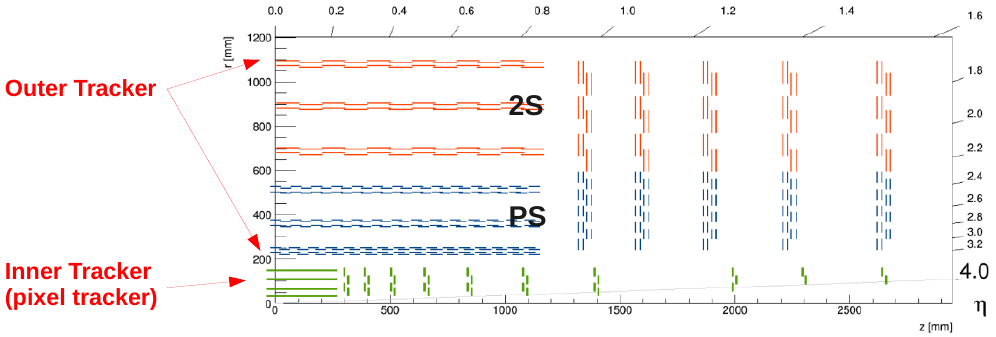 0.0 0.2 0.4 0.6 0.8 1.0 1.2 1.4 1.6
1200 r [mm]
Outer Tracker
1000
800
600
400
200
0
2S
PS
1.8
2.0
2.2
2.4
2.6
2.8
3.0
3.2
4.0
η
Inner Tracker
(pixel tracker)
0 500 1000 1500 2000 2500
z [mm]